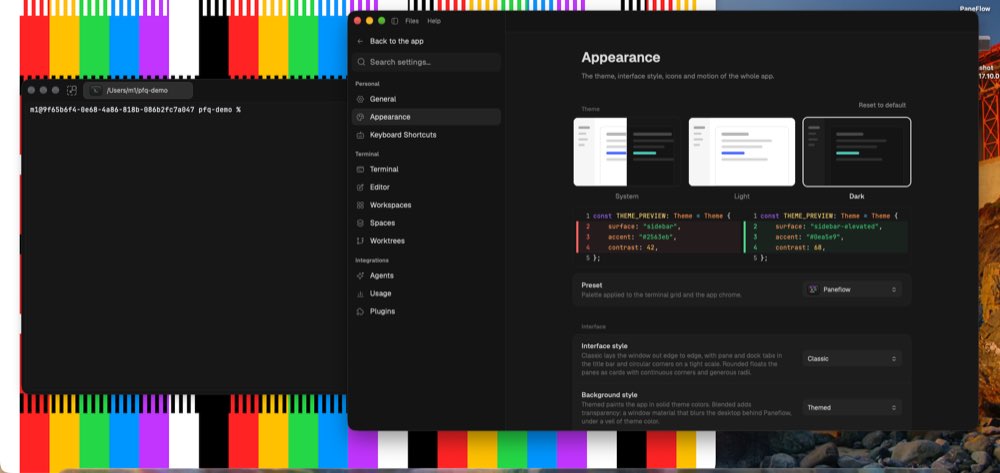 PaneFlow
shot
17.10.0
/Users/m1/pfq-demo
m1@9f65b6f4-0e68-4a86-818b-086b2fc7a047 pfq-demo %
Files Help
Back to the app
Search settings...
Personal
General
Appearance
Keyboard Shortcuts
Terminal
Terminal
Editor
Workspaces
Spaces
Worktrees
Integrations
Agents
Usage
Plugins
Appearance
The theme, interface style, icons and motion of the whole app.
Theme
Reset to default
System
Light
Dark
1 const THEME_PREVIEW: Theme = Theme {
2 surface: "sidebar",
3 accent: "#2563eb",
4 contrast: 42,
5 };
1 const THEME_PREVIEW: Theme = Theme {
2 surface: "sidebar-elevated",
3 accent: "#0ea5e9",
4 contrast: 68,
5 };
Preset
Palette applied to the terminal grid and the app chrome.
Paneflow
Interface
Interface style
Classic lays the window out edge to edge, with pane and dock tabs in
the title bar and circular corners on a tight scale. Rounded floats the
panes as cards with continuous corners and generous radii.
Classic
Background style
Themed paints the app in solid theme colors. Blended adds
transparency: a window material that blurs the desktop behind Paneflow,
under a veil of theme color.
Themed